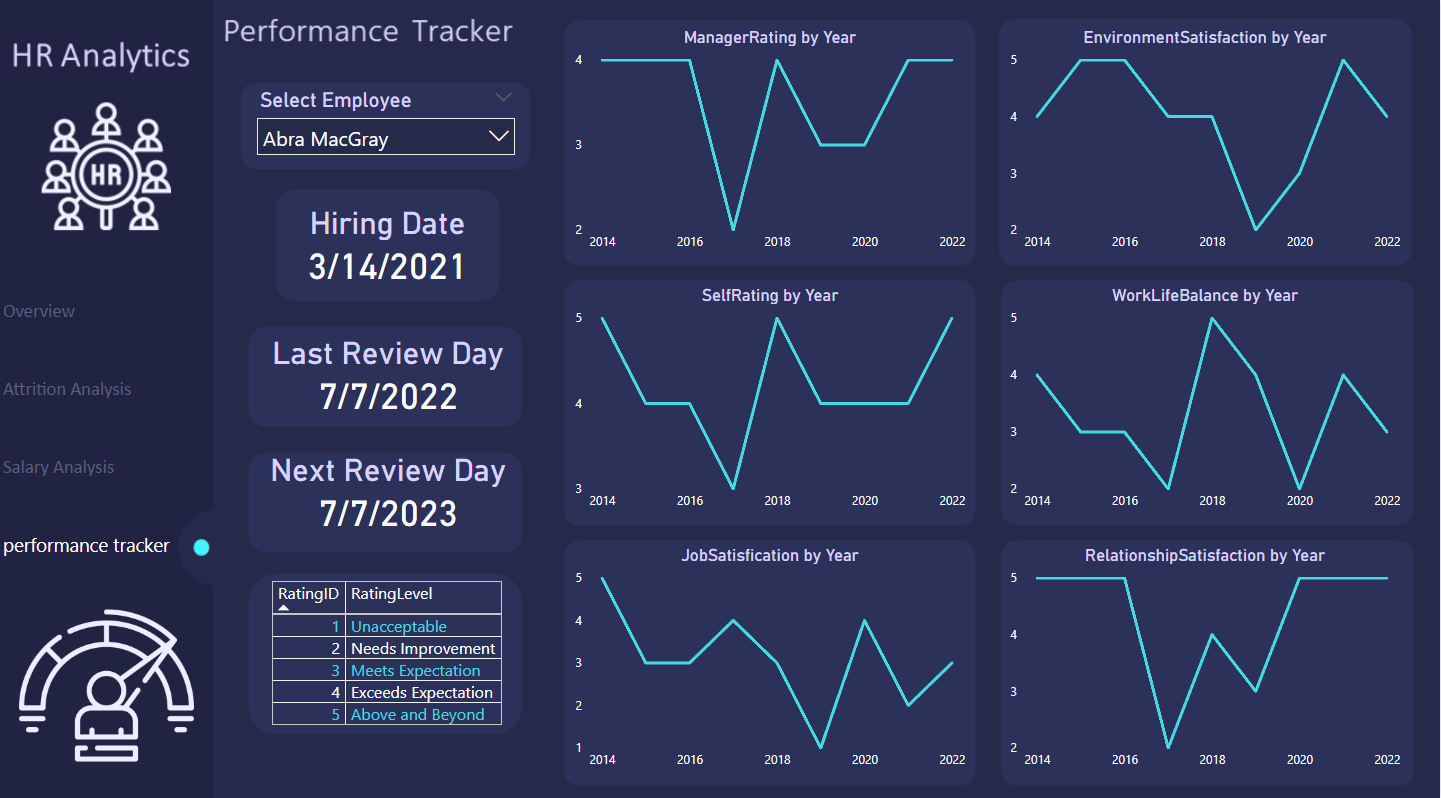 HR Analytics
HR
Overview
Attrition Analysis
Salary Analysis
performance tracker
Performance Tracker
Select Employee
Abra MacGray
Hiring Date
3/14/2021
Last Review Day
7/7/2022
Next Review Day
7/7/2023
RatingID RatingLevel
1 Unacceptable
2 Needs Improvement
3 Meets Expectation
4 Exceeds Expectation
5 Above and Beyond
ManagerRating by Year
4
3
2
2014 2016 2018 2020 2022
EnvironmentSatisfaction by Year
5
4
3
2
2014 2016 2018 2020 2022
SelfRating by Year
5
4
3
2014 2016 2018 2020 2022
WorkLifeBalance by Year
5
4
3
2
2014 2016 2018 2020 2022
JobSatisfication by Year
5
4
3
2
1
2014 2016 2018 2020 2022
RelationshipSatisfaction by Year
5
4
3
2
2014 2016 2018 2020 2022